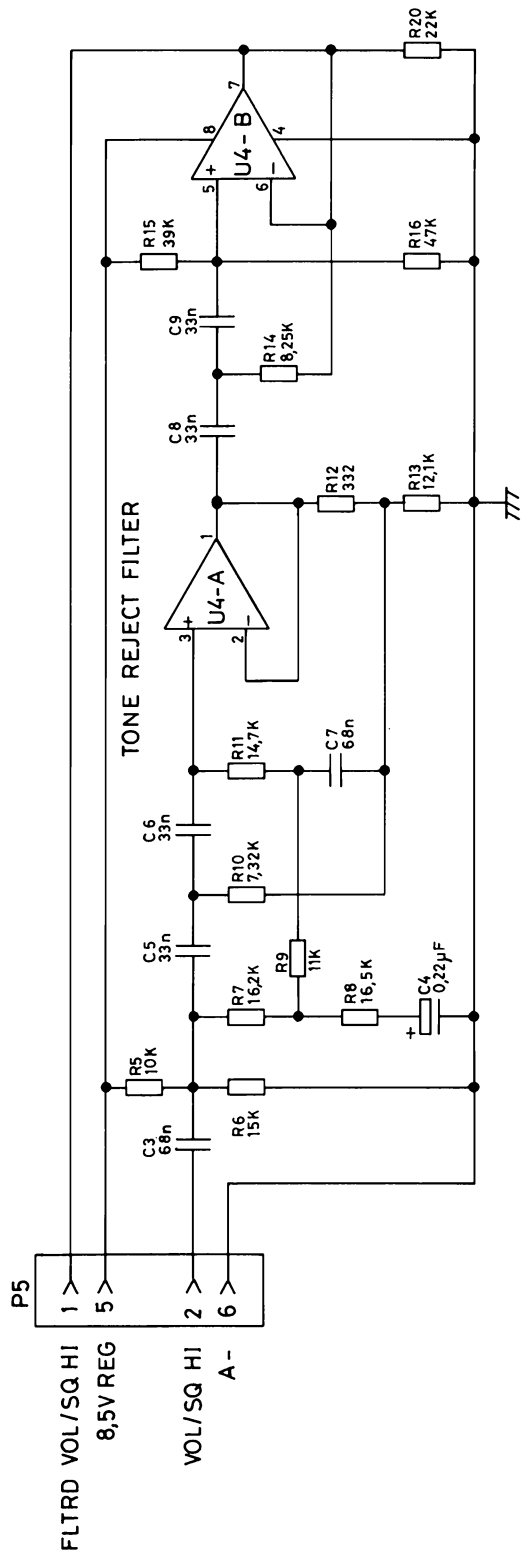 TONE REJECT FILTER
P5
FLTRD VOL/SQ HI 1
8,5V REG 5
VOL/SQ HI 2
A- 6
C3
68n
R5
10K
R6
15K
R7
16,2K
R8
16,5K
+
C4
0,22µF
R9
11K
C5
33n
R10
7,32K
C6
33n
R11
14,7K
C7
68n
3
+
2
-
U4-A
1
R12
332
R13
12,1K
C8
33n
R14
8,25K
C9
33n
R15
39K
R16
47K
5
+
6
-
U4-B
8
4
7
R20
22K